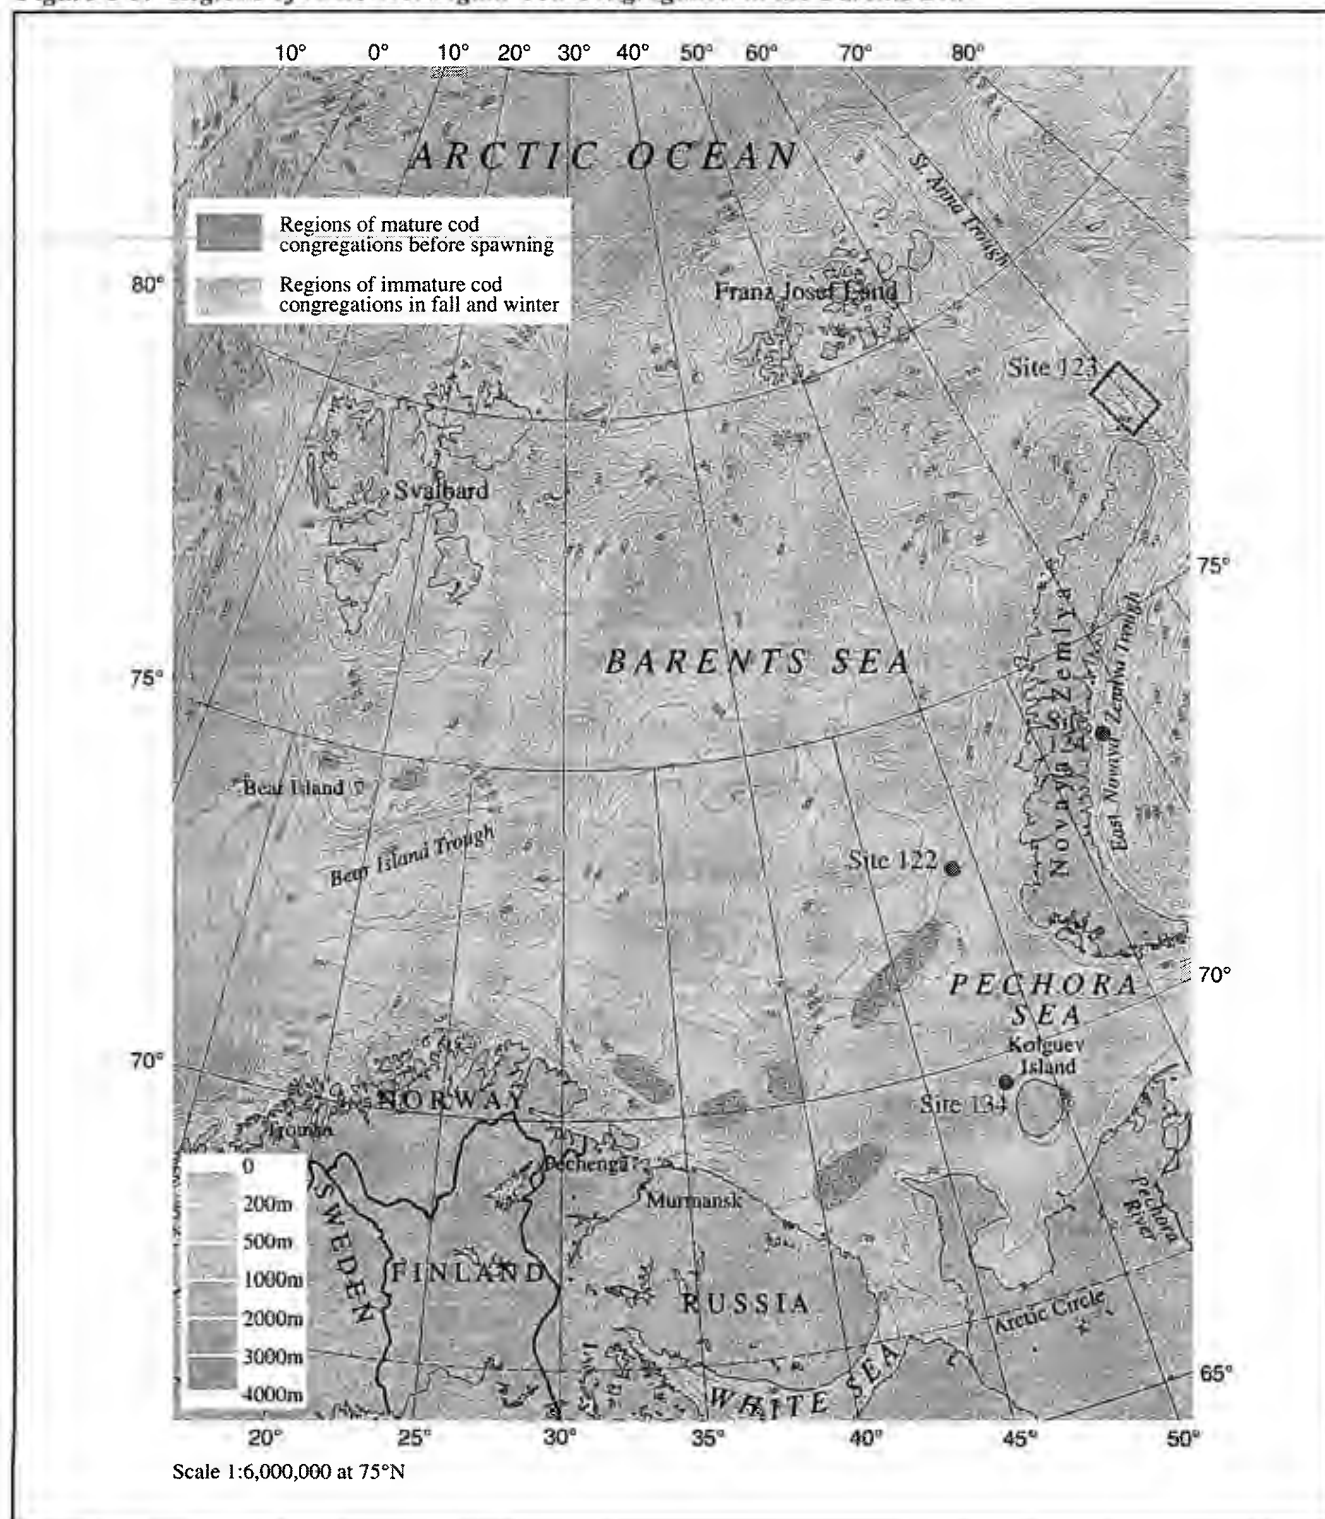 10° 0° 10° 20° 30° 40° 50° 60° 70° 80°
ARCTIC OCEAN
St. Anna Trough
Regions of mature cod
congregations before spawning
Regions of immature cod
congregations in fall and winter
80°
Franz Josef Land
Site 123
Svalbard
75°
BARENTS SEA
75°
Novaya Zemlya
East Novaya Zemlya Trough
Bear Island
Bear Island Trough
Site 122
PECHORA
SEA
70°
Kolguev
Island
70°
NORWAY
Site 134
Tromsø
Pechenga
Murmansk
Pechora
River
0
200m
500m
1000m
2000m
3000m
4000m
SWEDEN
FINLAND
RUSSIA
Arctic Circle
WHITE SEA
65°
20° 25° 30° 35° 40° 45° 50°
Scale 1:6,000,000 at 75°N